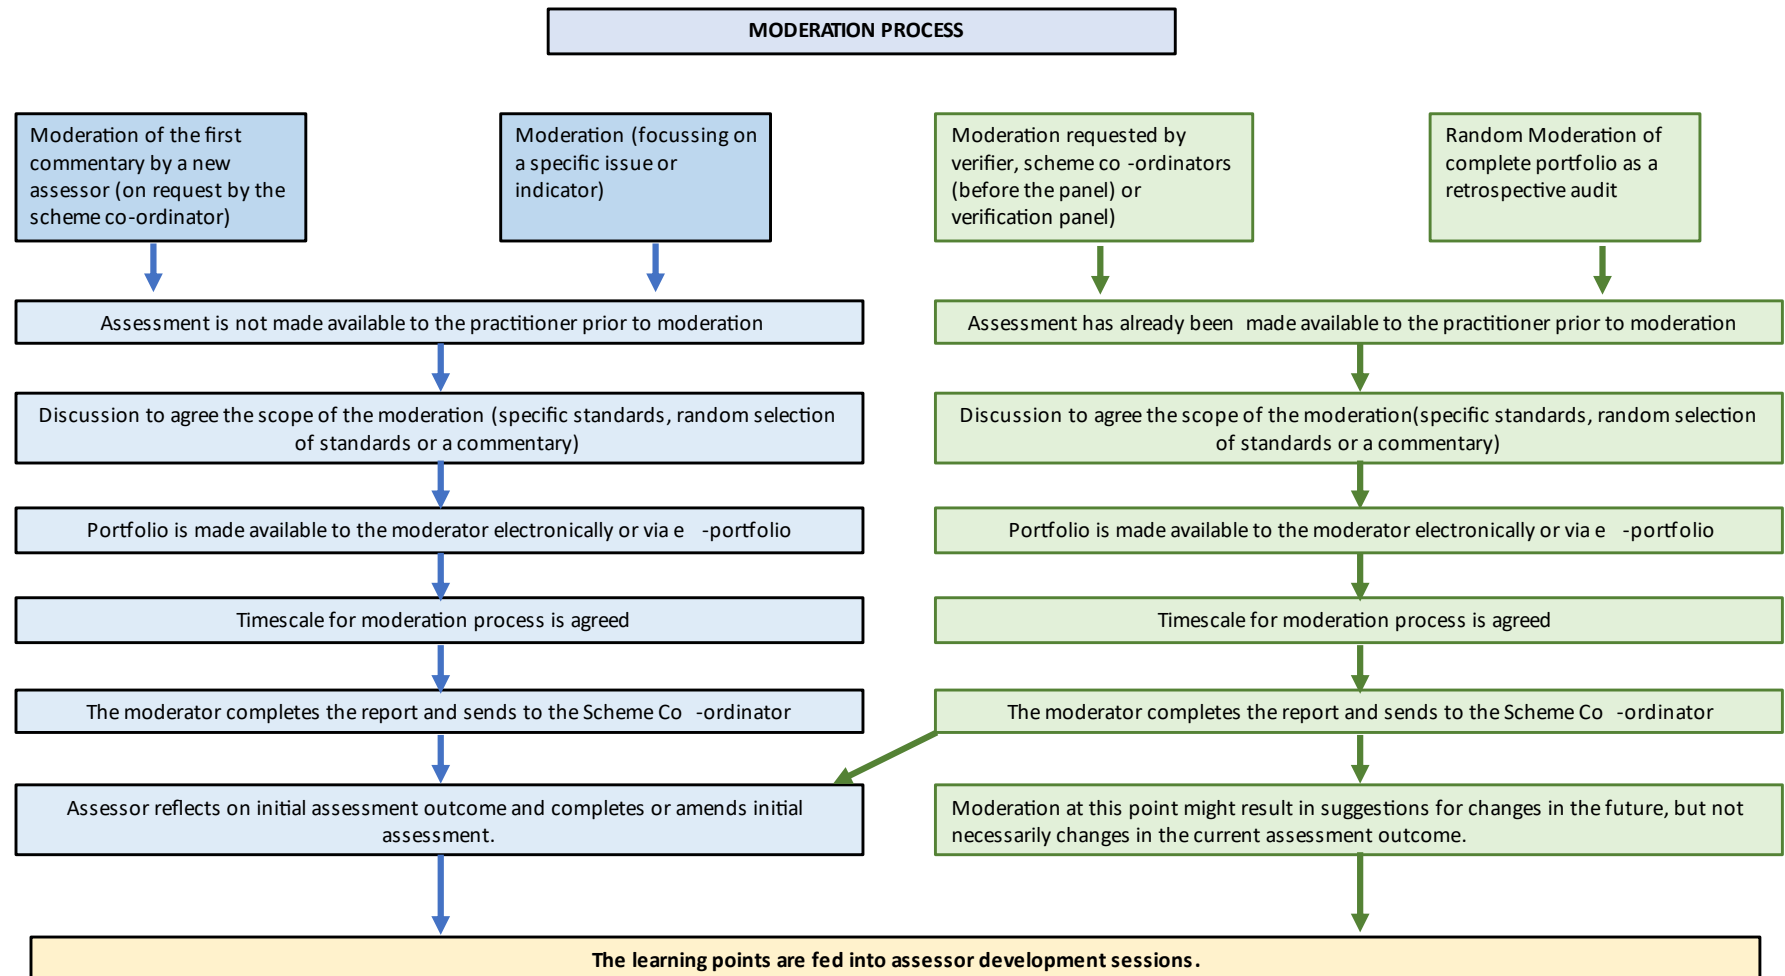 MODERATION PROCESS
Moderation of the first
commentary by a new
assessor (on request by the
scheme co-ordinator)
Moderation (focussing on
a specific issue or
indicator)
Moderation requested by
verifier, scheme co -ordinators
(before the panel) or
verification panel)
Random Moderation of
complete portfolio as a
retrospective audit
Assessment is not made available to the practitioner prior to moderation
Discussion to agree the scope of the moderation (specific standards, random selection
of standards or a commentary)
Portfolio is made available to the moderator electronically or via e -portfolio
Timescale for moderation process is agreed
The moderator completes the report and sends to the Scheme Co -ordinator
Assessor reflects on initial assessment outcome and completes or amends initial
assessment.
Assessment has already been made available to the practitioner prior to moderation
Discussion to agree the scope of the moderation(specific standards, random selection
of standards or a commentary)
Portfolio is made available to the moderator electronically or via e -portfolio
Timescale for moderation process is agreed
The moderator completes the report and sends to the Scheme Co -ordinator
Moderation at this point might result in suggestions for changes in the future, but not
necessarily changes in the current assessment outcome.
The learning points are fed into assessor development sessions.